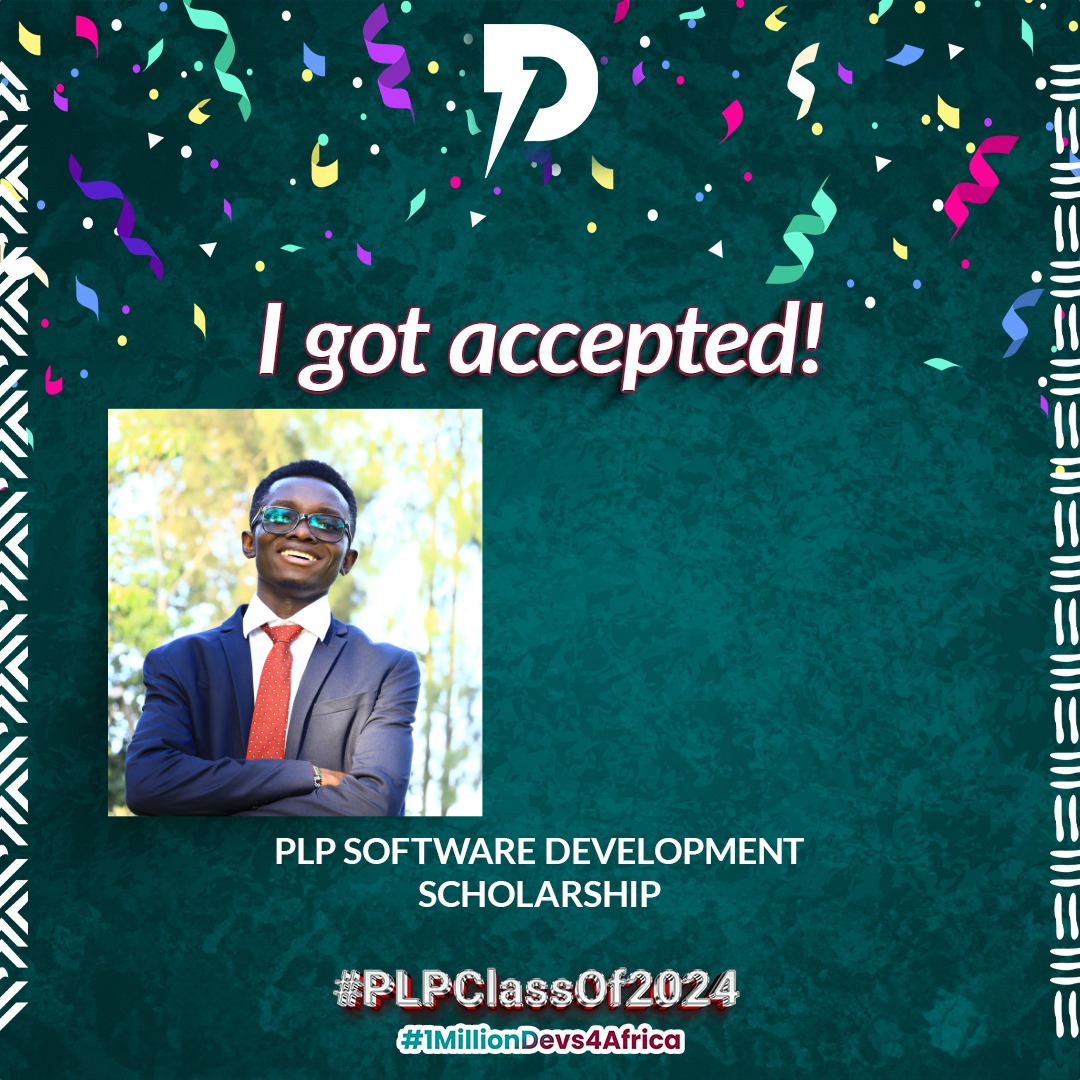 I got accepted!
PLP SOFTWARE DEVELOPMENT
SCHOLARSHIP
#PLPClassOf2024
#1MillionDevs4Africa